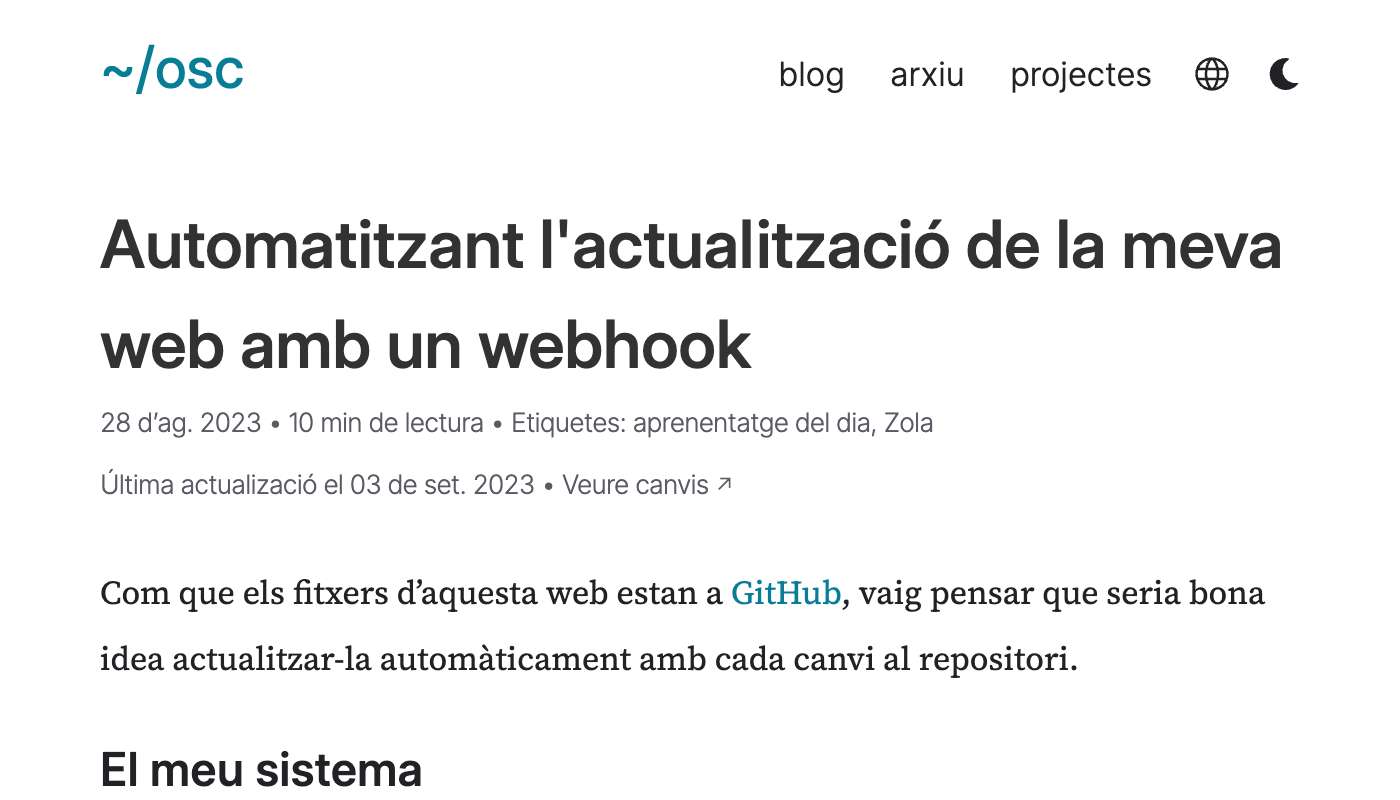 ~/osc
blog arxiu projectes
Automatitzant l'actualització de la meva
web amb un webhook
28 d’ag. 2023 • 10 min de lectura • Etiquetes: aprenentatge del dia, Zola
Última actualització el 03 de set. 2023 • Veure canvis ↗
Com que els fitxers d’aquesta web estan a GitHub, vaig pensar que seria bona
idea actualitzar-la automàticament amb cada canvi al repositori.
El meu sistema